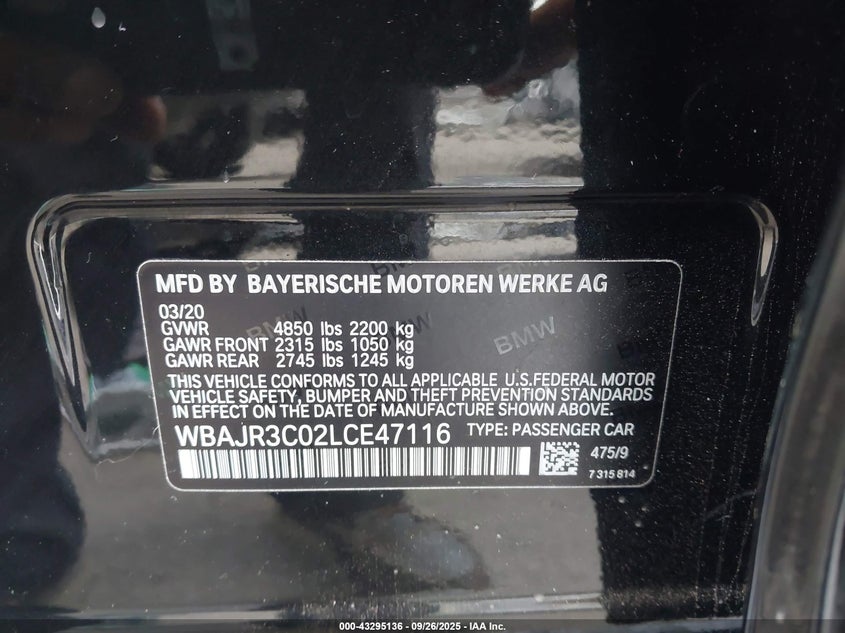 MFD BY BAYERISCHE MOTOREN WERKE AG
03/20
GVWR 4850 lbs 2200 kg
GAWR FRONT 2315 lbs 1050 kg
GAWR REAR 2745 lbs 1245 kg
BMW
THIS VEHICLE CONFORMS TO ALL APPLICABLE U.S.FEDERAL MOTOR
VEHICLE SAFETY, BUMPER AND THEFT PREVENTION STANDARDS
IN EFFECT ON THE DATE OF MANUFACTURE SHOWN ABOVE.
WBAJR3C02LCE47116 TYPE: PASSENGER CAR
475/9
7 315 814
000-43295136 - 09/26/2025 - IAA Inc.